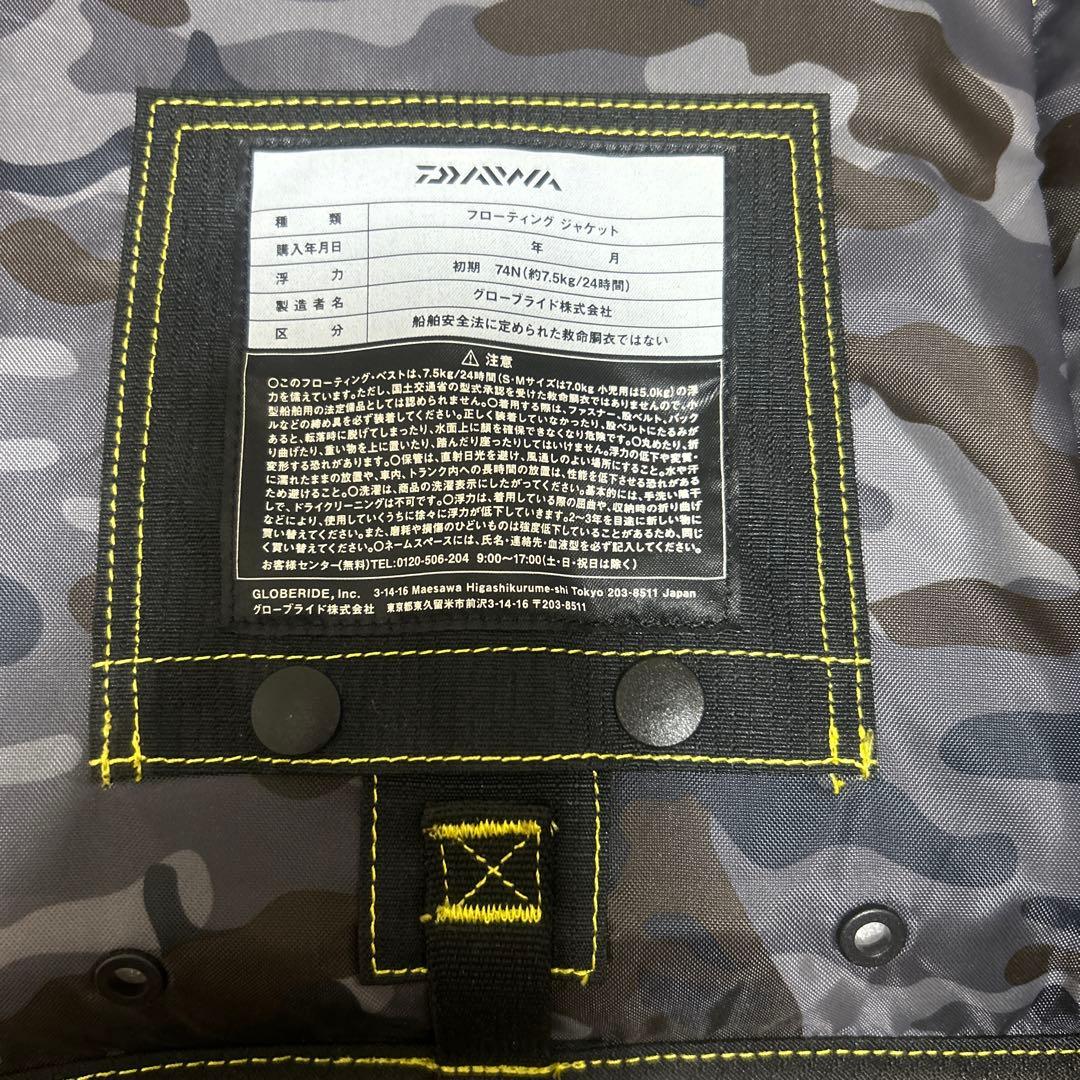 DAIWA
種類 フローティング ジャケット
購入年月日 年 月
浮力 初期 74N(約7.5kg/24時間)
製造者名 グローブライド株式会社
区分 船舶安全法に定められた救命胴衣ではない
⚠ 注意
○このフローティング・ベストは、7.5kg/24時間(S・Mサイズは7.0kg 小児用は5.0kg)の浮
力を備えています。ただし、国土交通省の型式承認を受けた救命胴衣ではありませんので、小
型船舶用の法定備品としては認められません。○着用する際は、ファスナー、股ベルト、バック
ルなどの締め具を必ず装着してください。正しく装着していなかったり、股ベルトにたるみが
あると、転落時に脱げてしまったり、水面上に顔を確保できなくなり危険です。○丸めたり、折
り曲げたり、重い物を上に置いたり、踏んだり座ったりしてはいけません。浮力の低下や変質・
変形する恐れがあります。○保管は、直射日光を避け、風通しのよい場所にすること。水や汗
に濡れたままの放置や、車内、トランク内への長時間の放置は、性能を低下させる恐れがある
ため避けること。○洗濯は、商品の洗濯表示にしたがってください。基本的には、手洗い陰干
しで、ドライクリーニングは不可です。○浮力は、着用している際の屈曲や、収納時の折り曲げ
などにより、使用していくうちに徐々に浮力が低下していきます。2～3年を目途に新しい物に
買い替えてください。また、磨耗や損傷のひどいものは強度低下していることがあるため、同じ
く買い替えてください。○ネームスペースには、氏名・連絡先・血液型を必ず記入してください。
お客様センター(無料)TEL:0120-506-204 9:00～17:00(土・日・祝日は除く)
GLOBERIDE, Inc. 3-14-16 Maesawa Higashikurume-shi Tokyo 203-8511 Japan
グローブライド株式会社 東京都東久留米市前沢3-14-16 〒203-8511